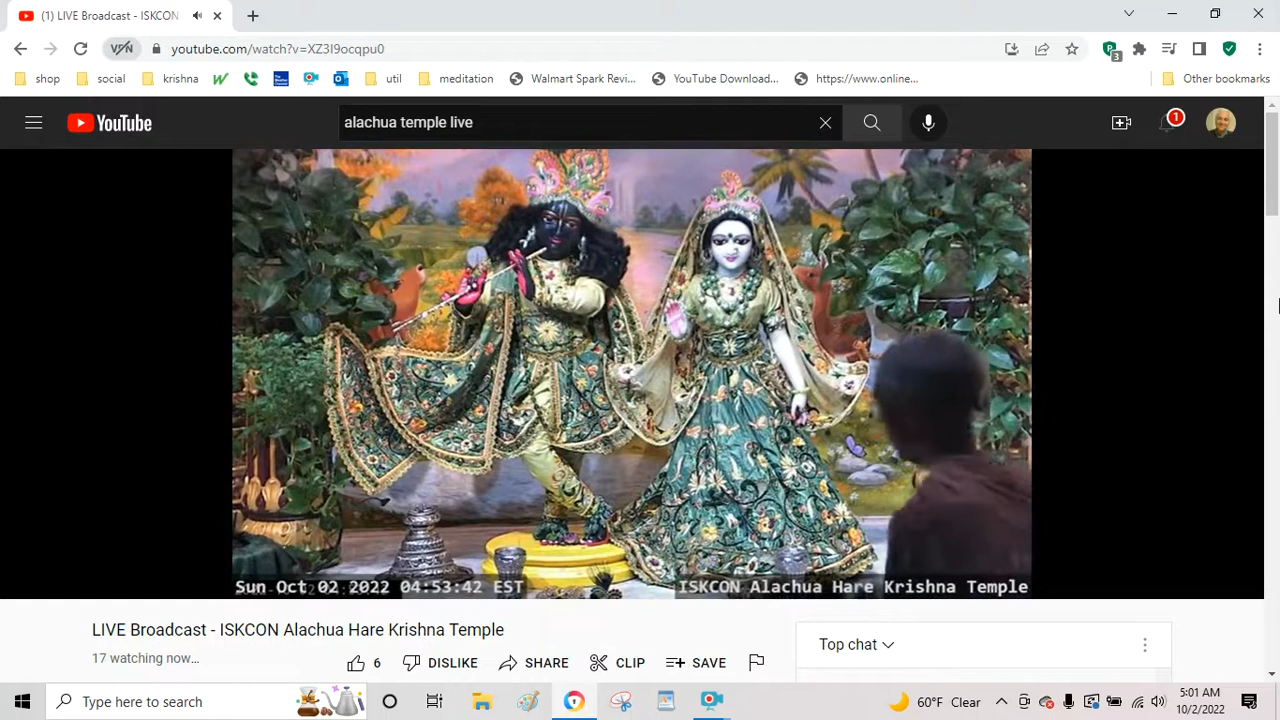 (1) LIVE Broadcast - ISKCON
VPN youtube.com/watch?v=XZ3I9ocqpu0 3
shop social krishna util meditation Walmart Spark Revi... YouTube Download... https://www.online... Other bookmarks
YouTube alachua temple live 1
Sun Oct 02 2022 04:53:42 EST ISKCON Alachua Hare Krishna Temple
LIVE Broadcast - ISKCON Alachua Hare Krishna Temple
Top chat
17 watching now... 6 DISLIKE SHARE CLIP SAVE
Type here to search 60°F Clear
5:01 AM
10/2/2022